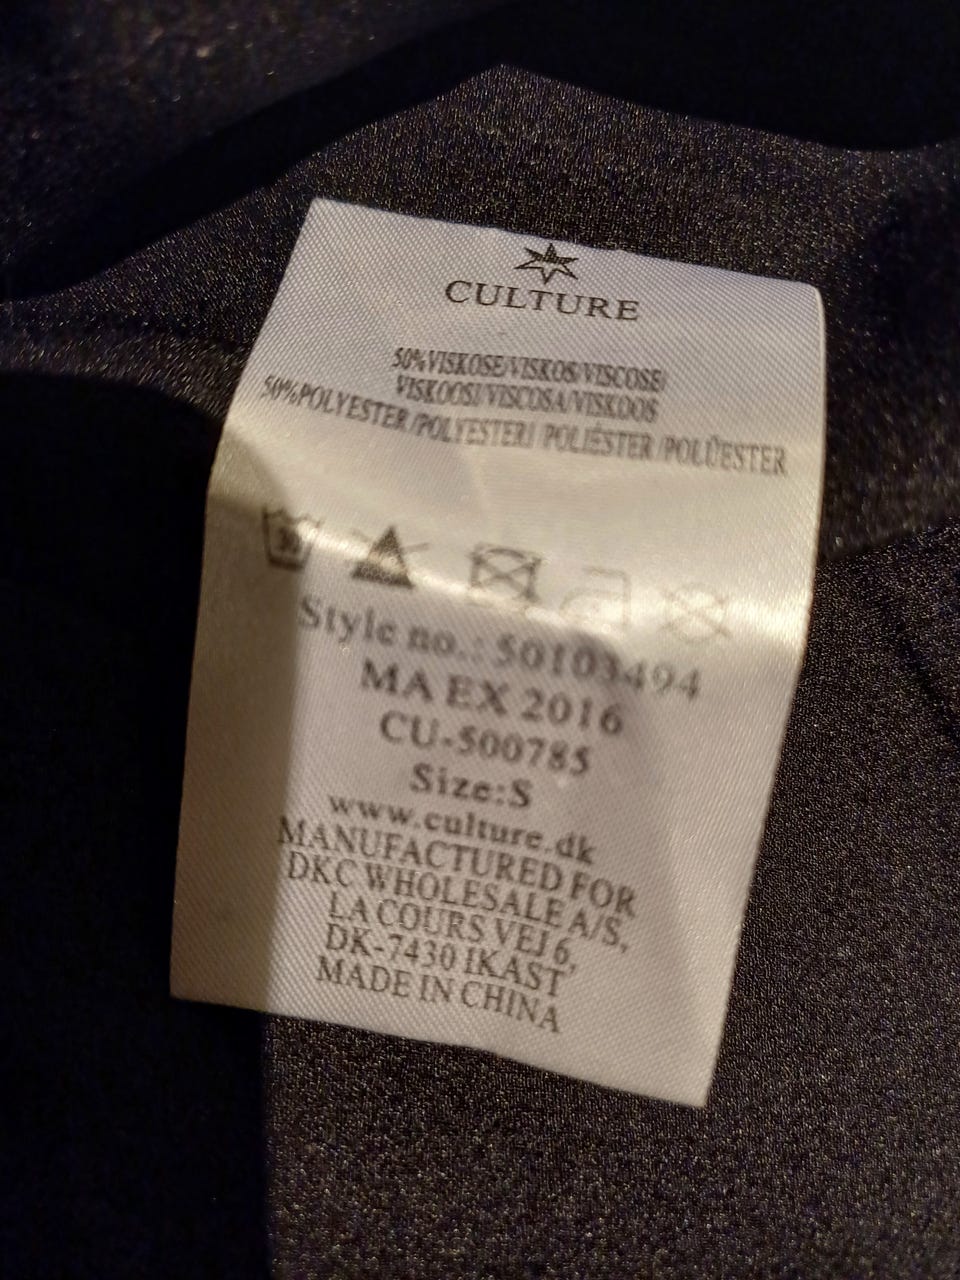 CULTURE
50%VISKOSE/VISKOS/VISCOSE/
VISKOOSI/VISCOSA/VISKOOS
50%POLYESTER/POLYESTERI/POLIÉSTER/POLÜESTER
30
Style no.: 50103494
MA EX 2016
CU-500785
Size:S
www.culture.dk
MANUFACTURED FOR
DKC WHOLESALE A/S,
LA COURS VEJ 6,
DK-7430 IKAST
MADE IN CHINA